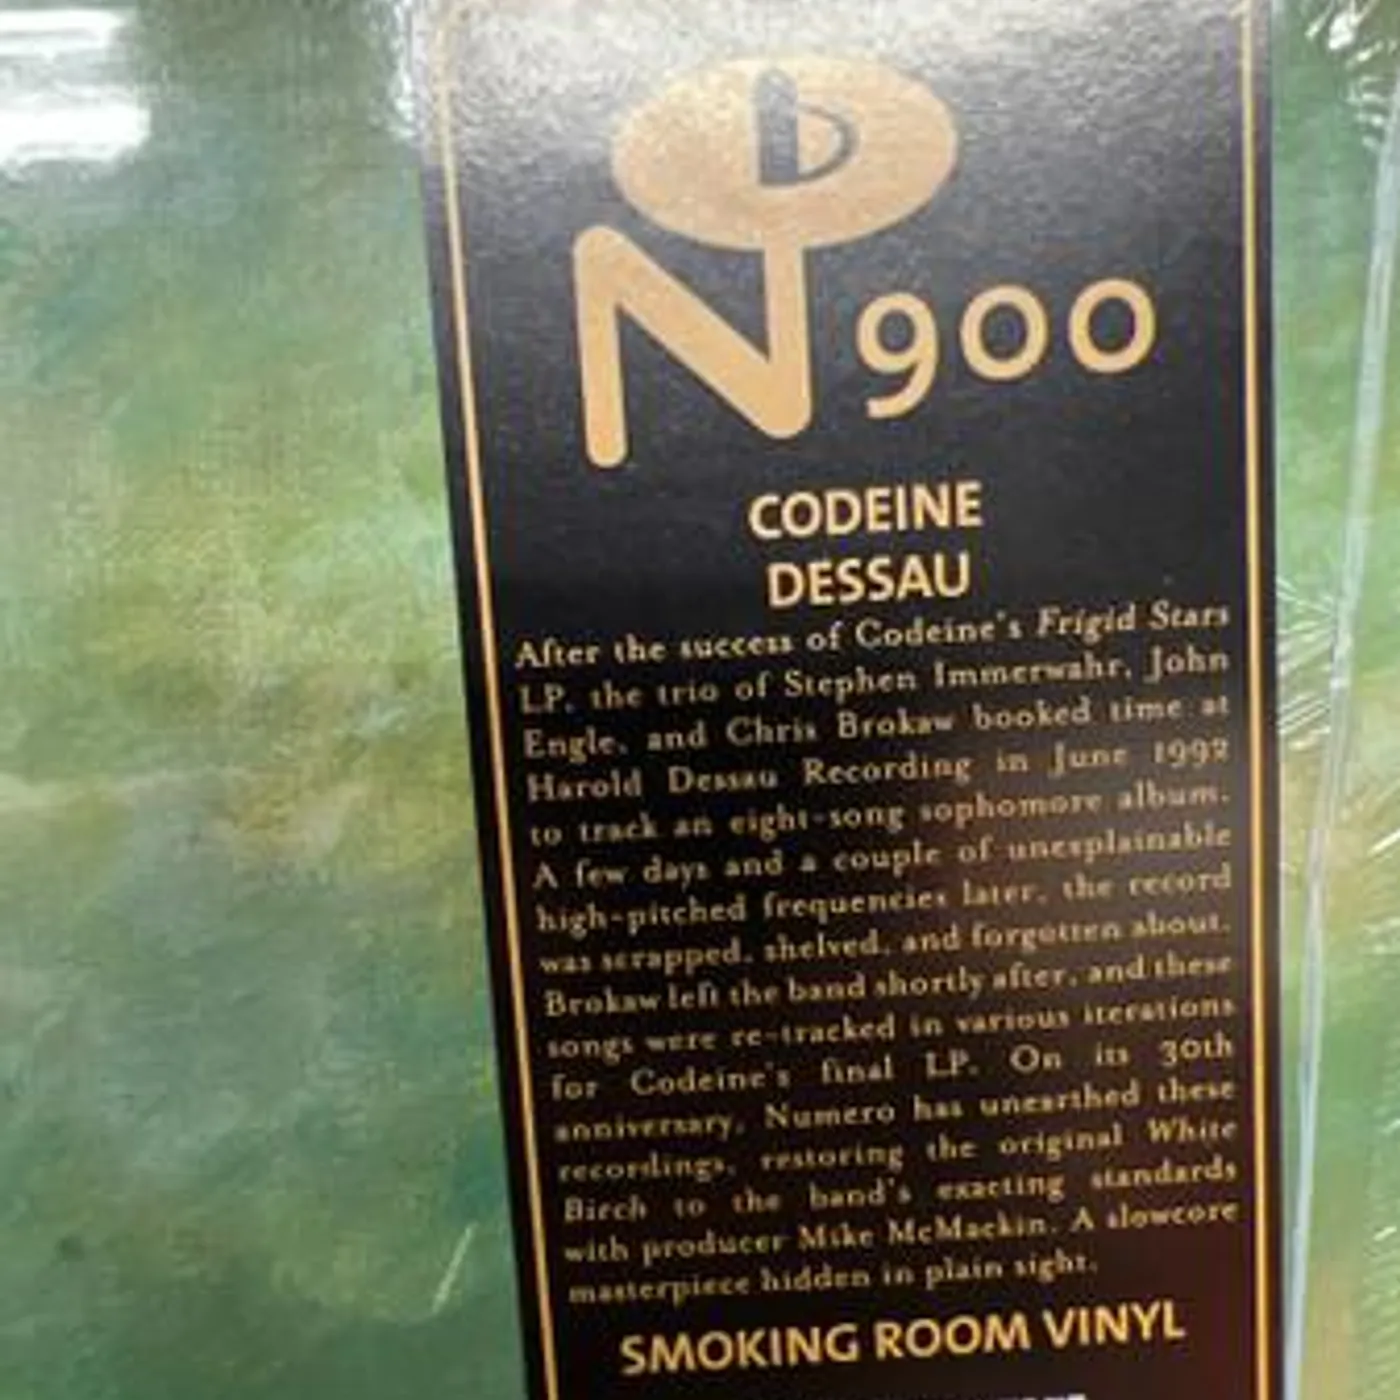 N900
CODEINE
DESSAU
After the success of Codeine's Frigid Stars
LP, the trio of Stephen Immerwahr, John
Engle, and Chris Brokaw booked time at
Harold Dessau Recording in June 1992
to track an eight-song sophomore album.
A few days and a couple of unexplainable
high-pitched frequencies later, the record
was scrapped, shelved, and forgotten about.
Brokaw left the band shortly after, and these
songs were re-tracked in various iterations
for Codeine's final LP. On its 30th
anniversary, Numero has unearthed these
recordings, restoring the original White
Birch to the band's exacting standards
with producer Mike McMackin. A slowcore
masterpiece hidden in plain sight.
SMOKING ROOM VINYL